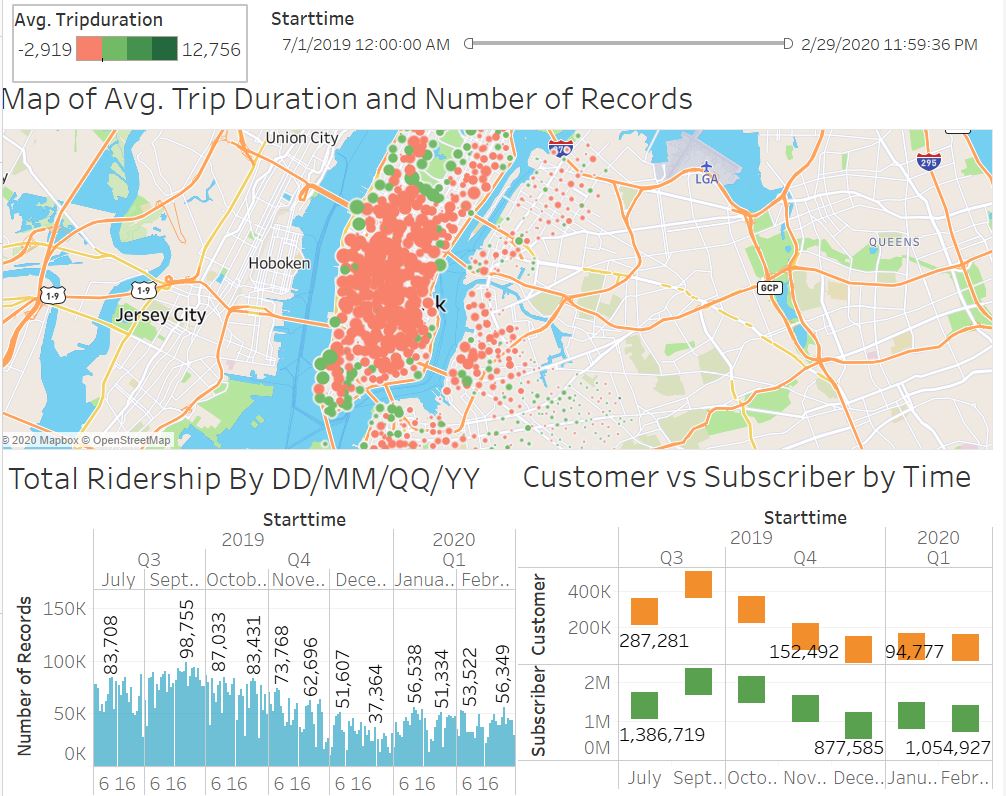 Avg. Tripduration
-2,919 12,756
Starttime
7/1/2019 12:00:00 AM 2/29/2020 11:59:36 PM
Map of Avg. Trip Duration and Number of Records
Union City
LGA
295
QUEENS
Hoboken
GCP
1-9
1-9
Jersey City
k
© 2020 Mapbox © OpenStreetMap
Total Ridership By DD/MM/QQ/YY
Starttime
2019 2020
Q3 Q4 Q1
July Sept.. Octob.. Nove.. Dece.. Janua.. Febr..
Number of Records
150K
100K
50K
0K
83,708
98,755
87,033
83,431
73,768
62,696
51,607
37,364
56,538
51,334
53,522
56,349
6 16 6 16 6 16 6 16 6 16 6 16 6 16
Customer vs Subscriber by Time
Starttime
2019 2020
Q3 Q4 Q1
Customer
400K
200K
287,281 152,492 94,777
Subscriber
2M
1M
0M
1,386,719 877,585 1,054,927
July Sept.. Octo.. Nov.. Dece.. Janu.. Febr..